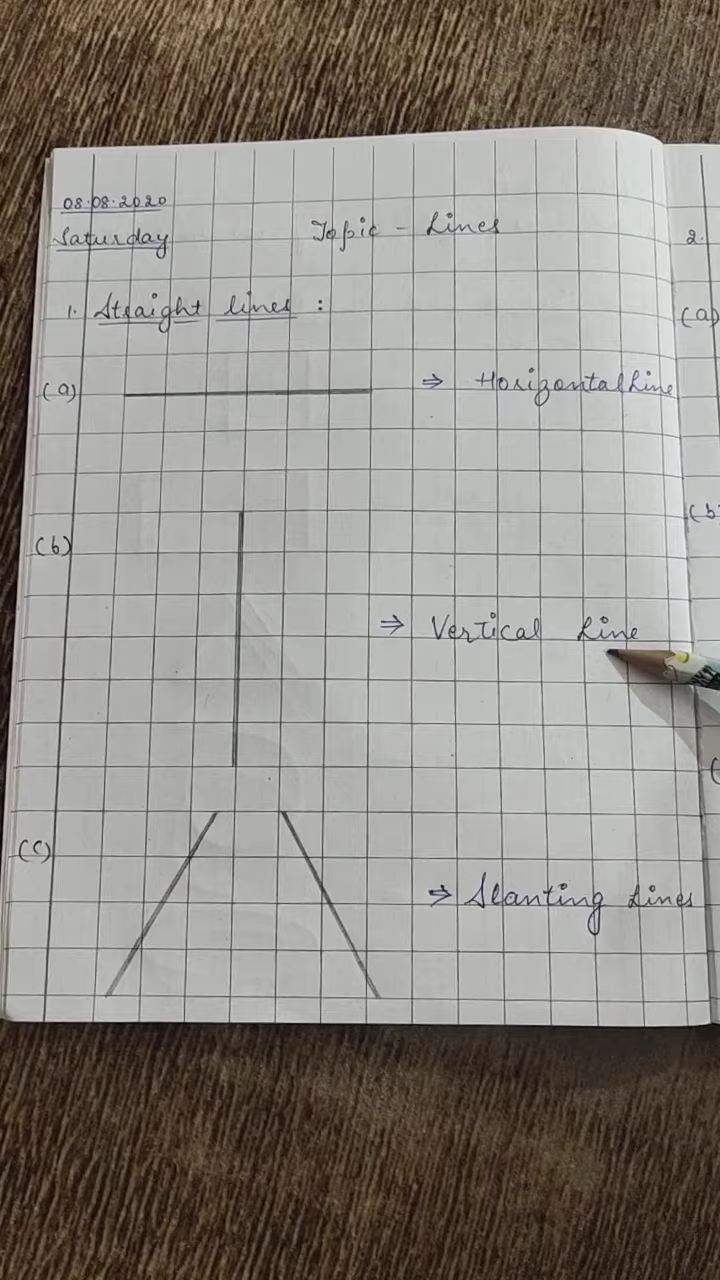 08.08.2020
Saturday Topic - Lines
1. Straight lines :
(a) ⇒ Horizontal Line
(b) ⇒ Vertical Line
(c) ⇒ Slanting Lines
2.
(a)
(b
(